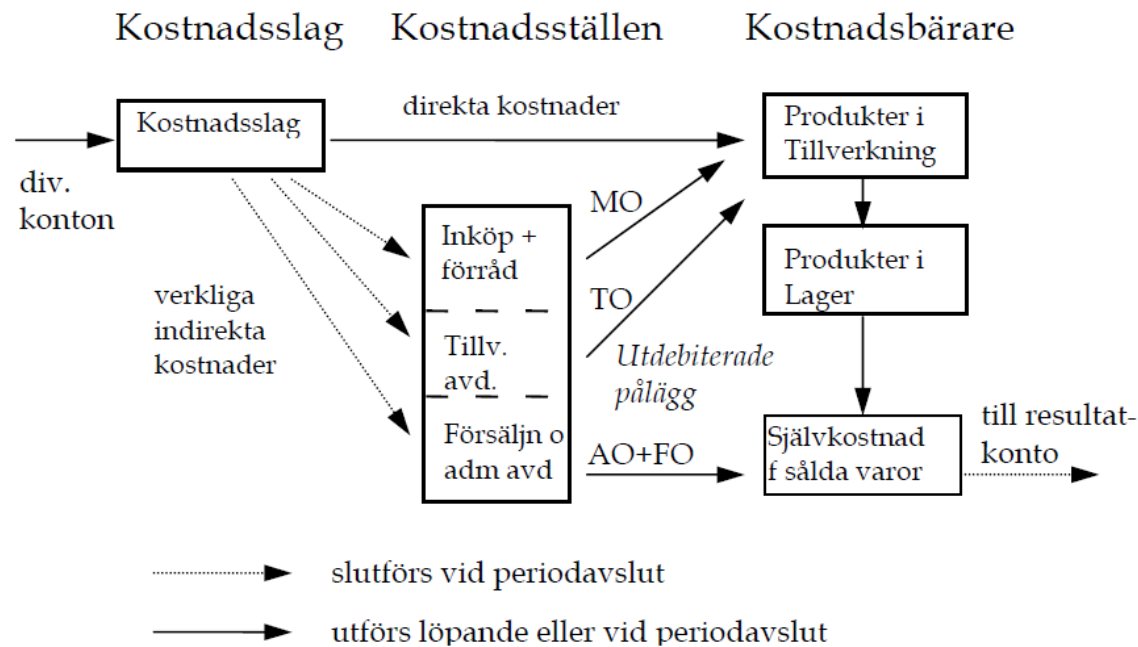 Kostnadsslag Kostnadsställen Kostnadsbärare
direkta kostnader
Kostnadsslag
Produkter i
Tillverkning
div.
konton
MO
Inköp +
förråd
Produkter i
Lager
verkliga
indirekta
kostnader
TO
Tillv.
avd.
Utdebiterade
pålägg
Försäljn o
adm avd
AO+FO
Självkostnad
f sålda varor
till resultat-
konto
slutförs vid periodavslut
utförs löpande eller vid periodavslut